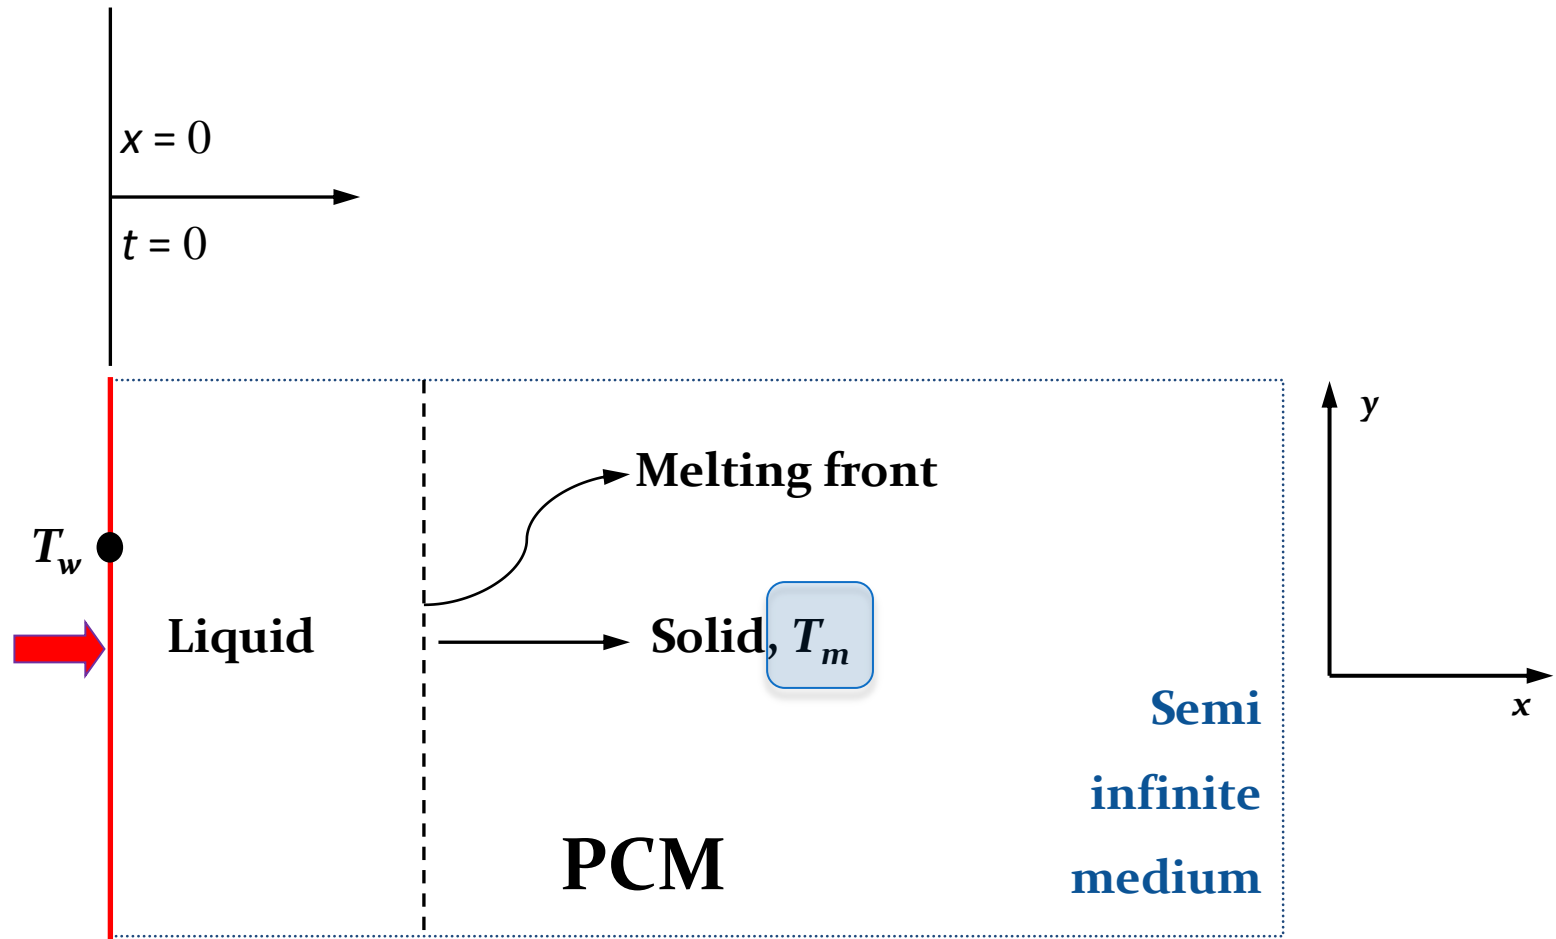 x = 0
t = 0
y
Melting front
T_w
Liquid
Solid, T_m
x
Semi
infinite
medium
PCM